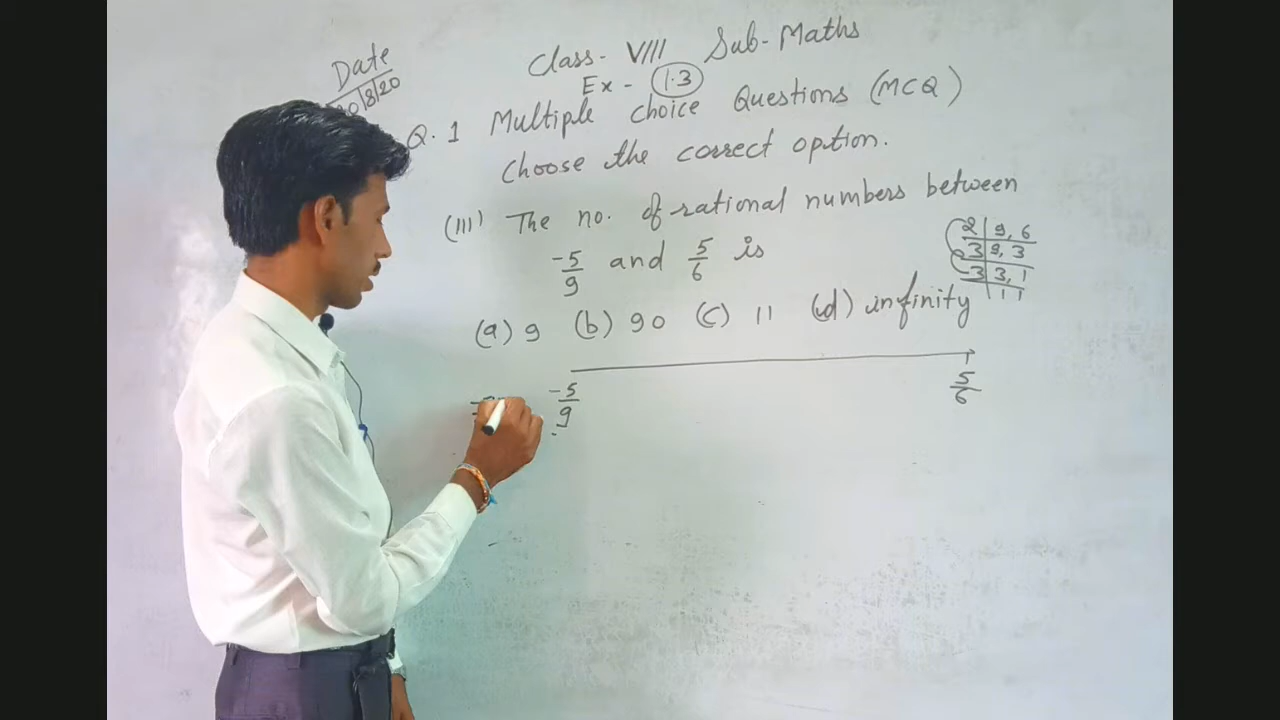 Date
Class- VIII Sub- Maths
20/8/20
Ex - 1.3
Q. 1 Multiple choice Questions (MCQ)
Choose the correct option.
(III) The no. of rational numbers between
-5/9 and 5/6 is
2 | 9, 6
3 | 9, 3
3 | 3, 1
| 1 1
(a) 9 (b) 90 (c) 11 (d) infinity
-5/9
5/6